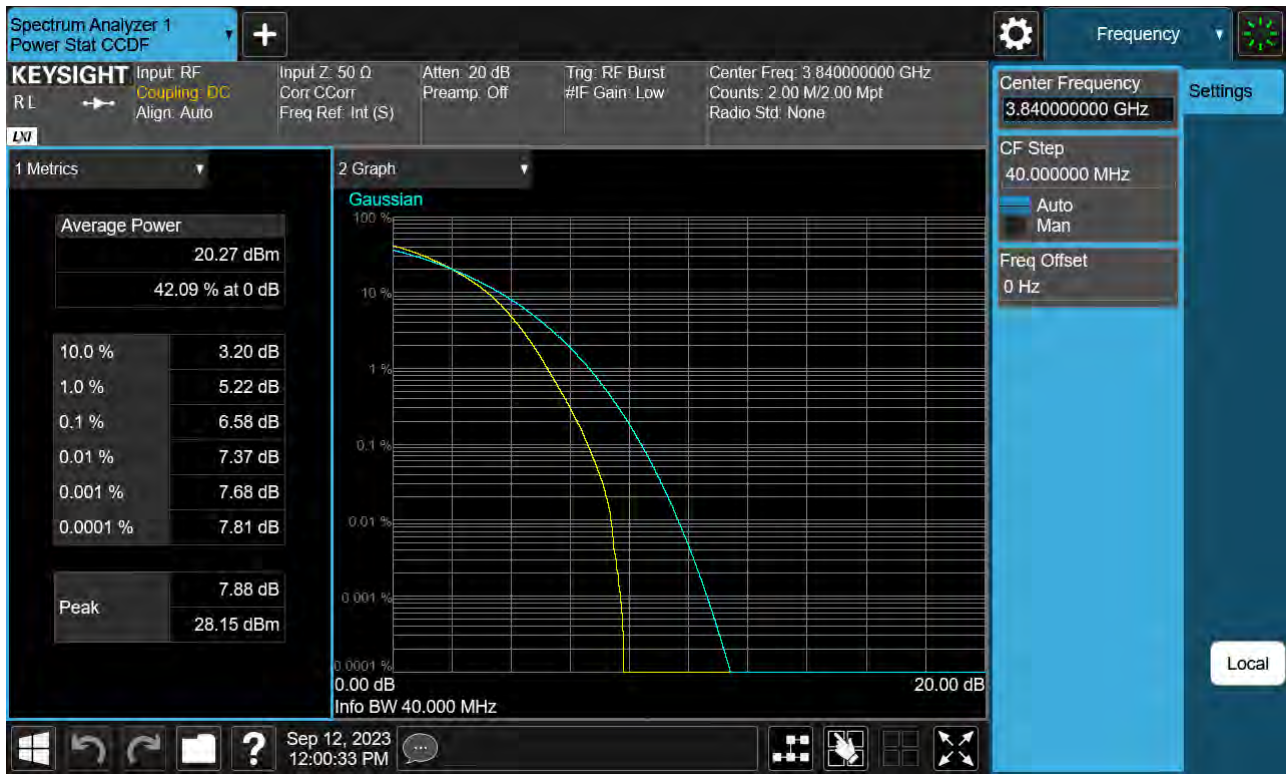 Spectrum Analyzer 1
Power Stat CCDF
Frequency
KEYSIGHT
R L
LXI
Input: RF
Coupling: DC
Align: Auto
Input Z: 50 Ω
Corr CCorr
Freq Ref: Int (S)
Atten: 20 dB
Preamp: Off
Trig: RF Burst
#IF Gain: Low
Center Freq: 3.840000000 GHz
Counts: 2.00 M/2.00 Mpt
Radio Std: None
Center Frequency
3.840000000 GHz
Settings
CF Step
40.000000 MHz
Auto
Man
Freq Offset
0 Hz
1 Metrics
Average Power
20.27 dBm
42.09 % at 0 dB
10.0 % 3.20 dB
1.0 % 5.22 dB
0.1 % 6.58 dB
0.01 % 7.37 dB
0.001 % 7.68 dB
0.0001 % 7.81 dB
Peak
7.88 dB
28.15 dBm
2 Graph
Gaussian
100 %
10 %
1 %
0.1 %
0.01 %
0.001 %
0.0001 %
0.00 dB
20.00 dB
Info BW 40.000 MHz
Local
Sep 12, 2023
12:00:33 PM